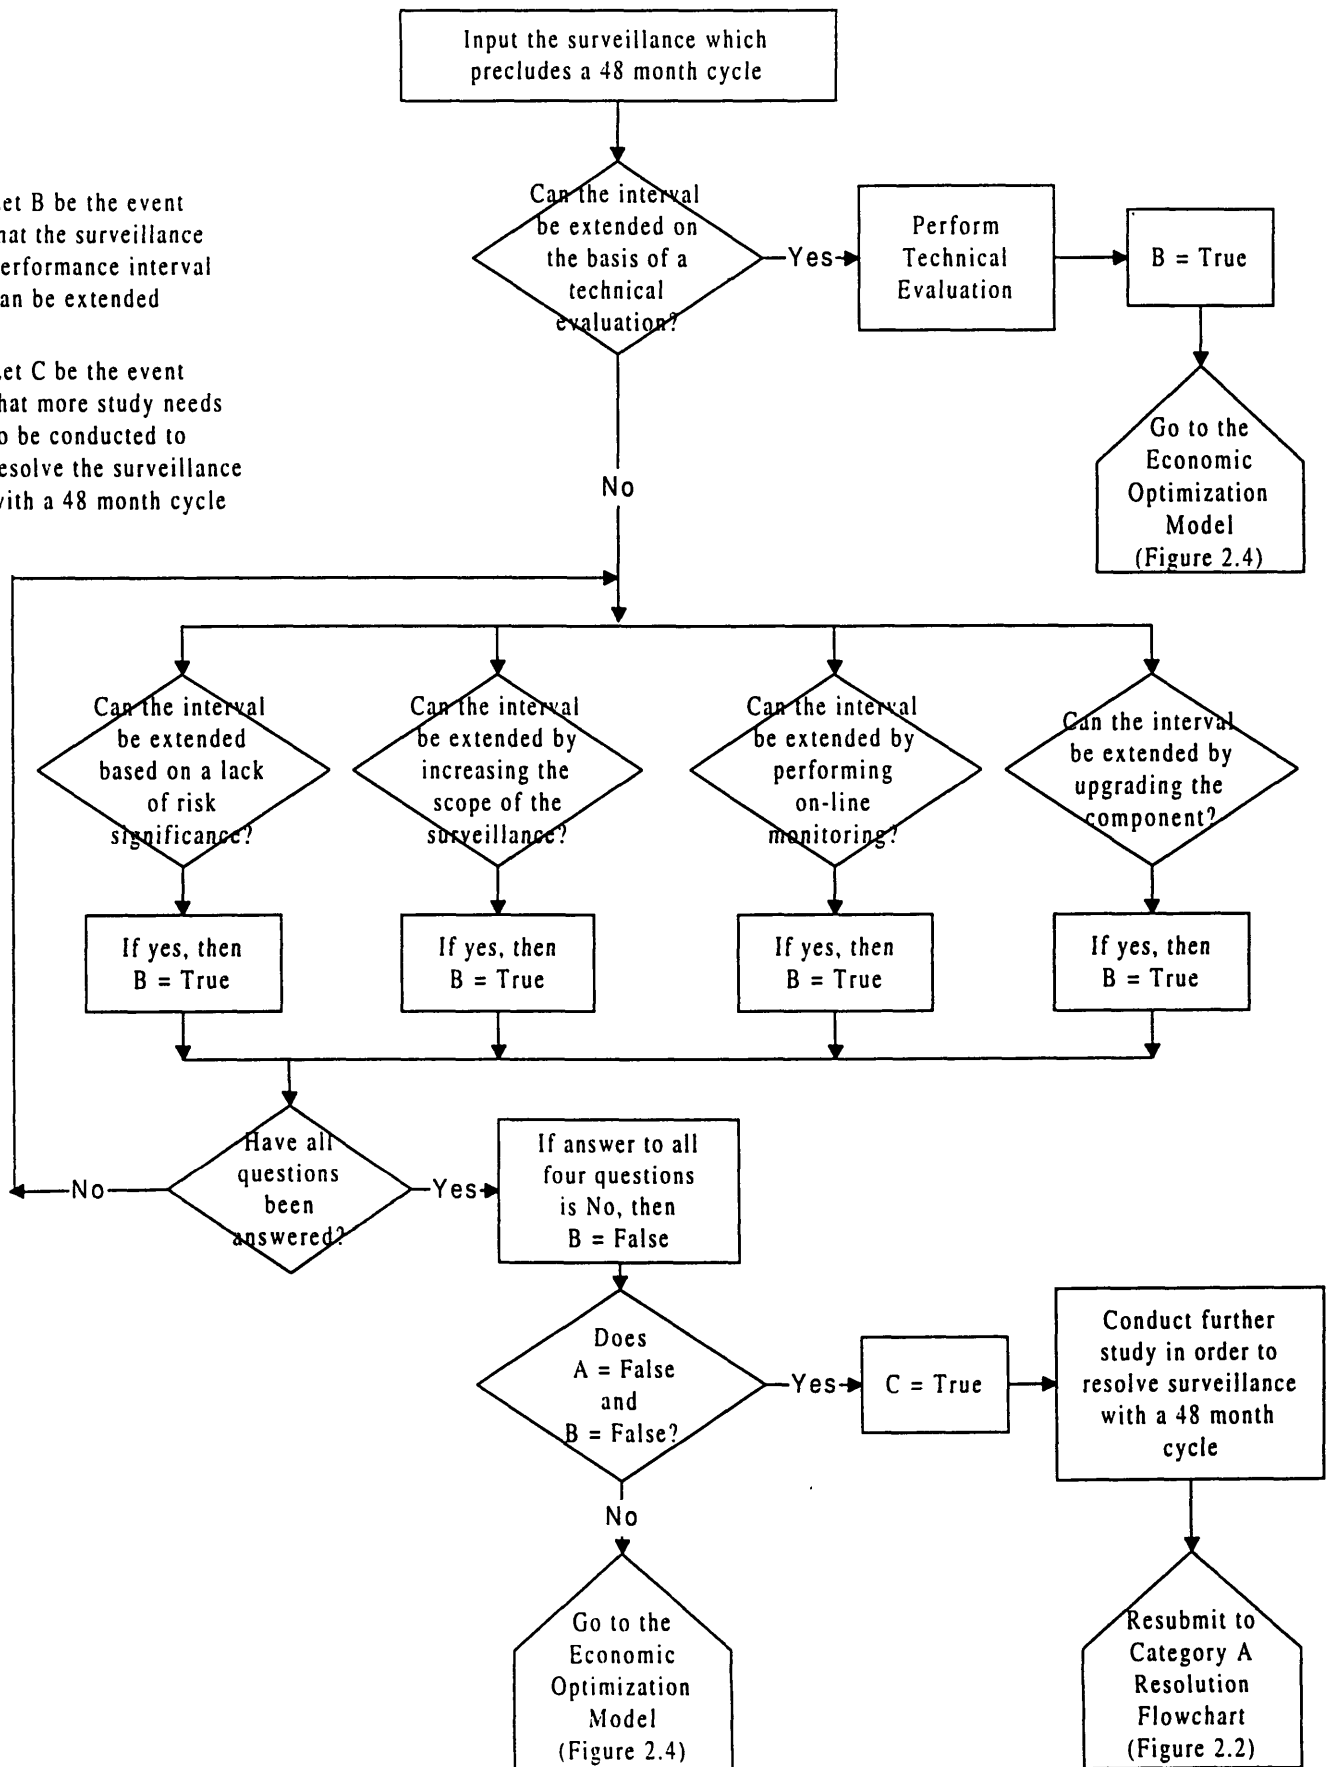 Input the surveillance which
precludes a 48 month cycle
et B be the event
hat the surveillance
erformance interval
an be extended
et C be the event
hat more study needs
o be conducted to
esolve the surveillance
ith a 48 month cycle
Can the interval
be extended on
the basis of a
technical
evaluation?
Yes
Perform
Technical
Evaluation
B = True
Go to the
Economic
Optimization
Model
(Figure 2.4)
No
Can the interval
be extended
based on a lack
of risk
significance?
Can the interval
be extended by
increasing the
scope of the
surveillance?
Can the interval
be extended by
performing
on-line
monitoring?
Can the interval
be extended by
upgrading the
component?
If yes, then
B = True
If yes, then
B = True
If yes, then
B = True
If yes, then
B = True
Have all
questions
been
answered?
No
Yes
If answer to all
four questions
is No, then
B = False
Does
A = False
and
B = False?
Yes
C = True
Conduct further
study in order to
resolve surveillance
with a 48 month
cycle
No
Go to the
Economic
Optimization
Model
(Figure 2.4)
Resubmit to
Category A
Resolution
Flowchart
(Figure 2.2)